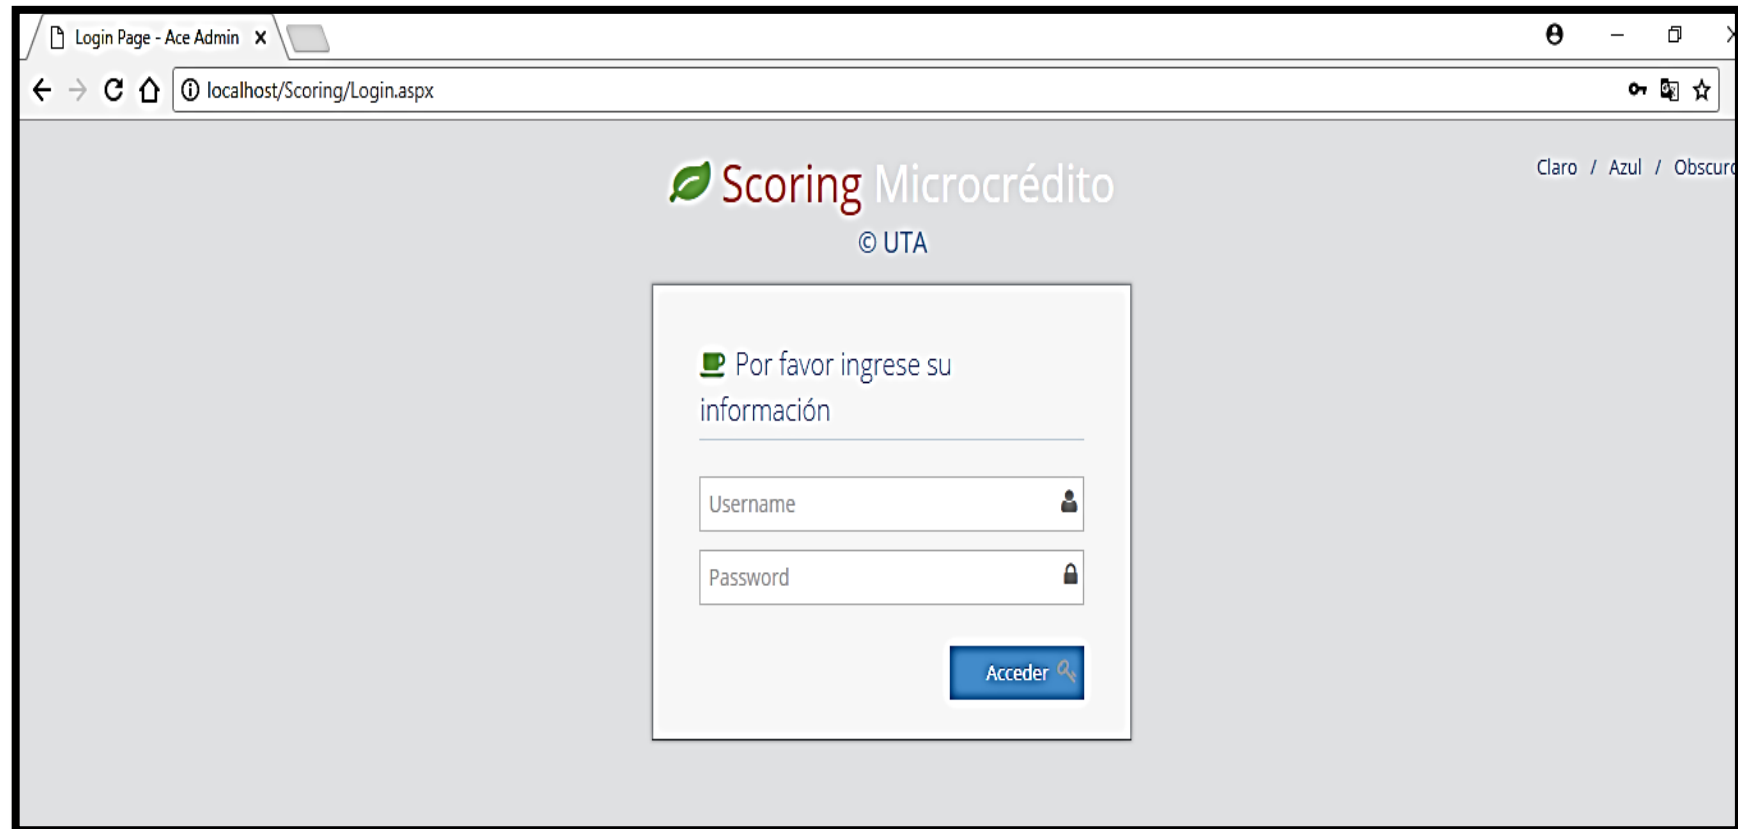 Login Page - Ace Admin
localhost/Scoring/Login.aspx
Scoring Microcrédito
Claro / Azul / Obscuro
© UTA
Por favor ingrese su
información
Username
Password
Acceder